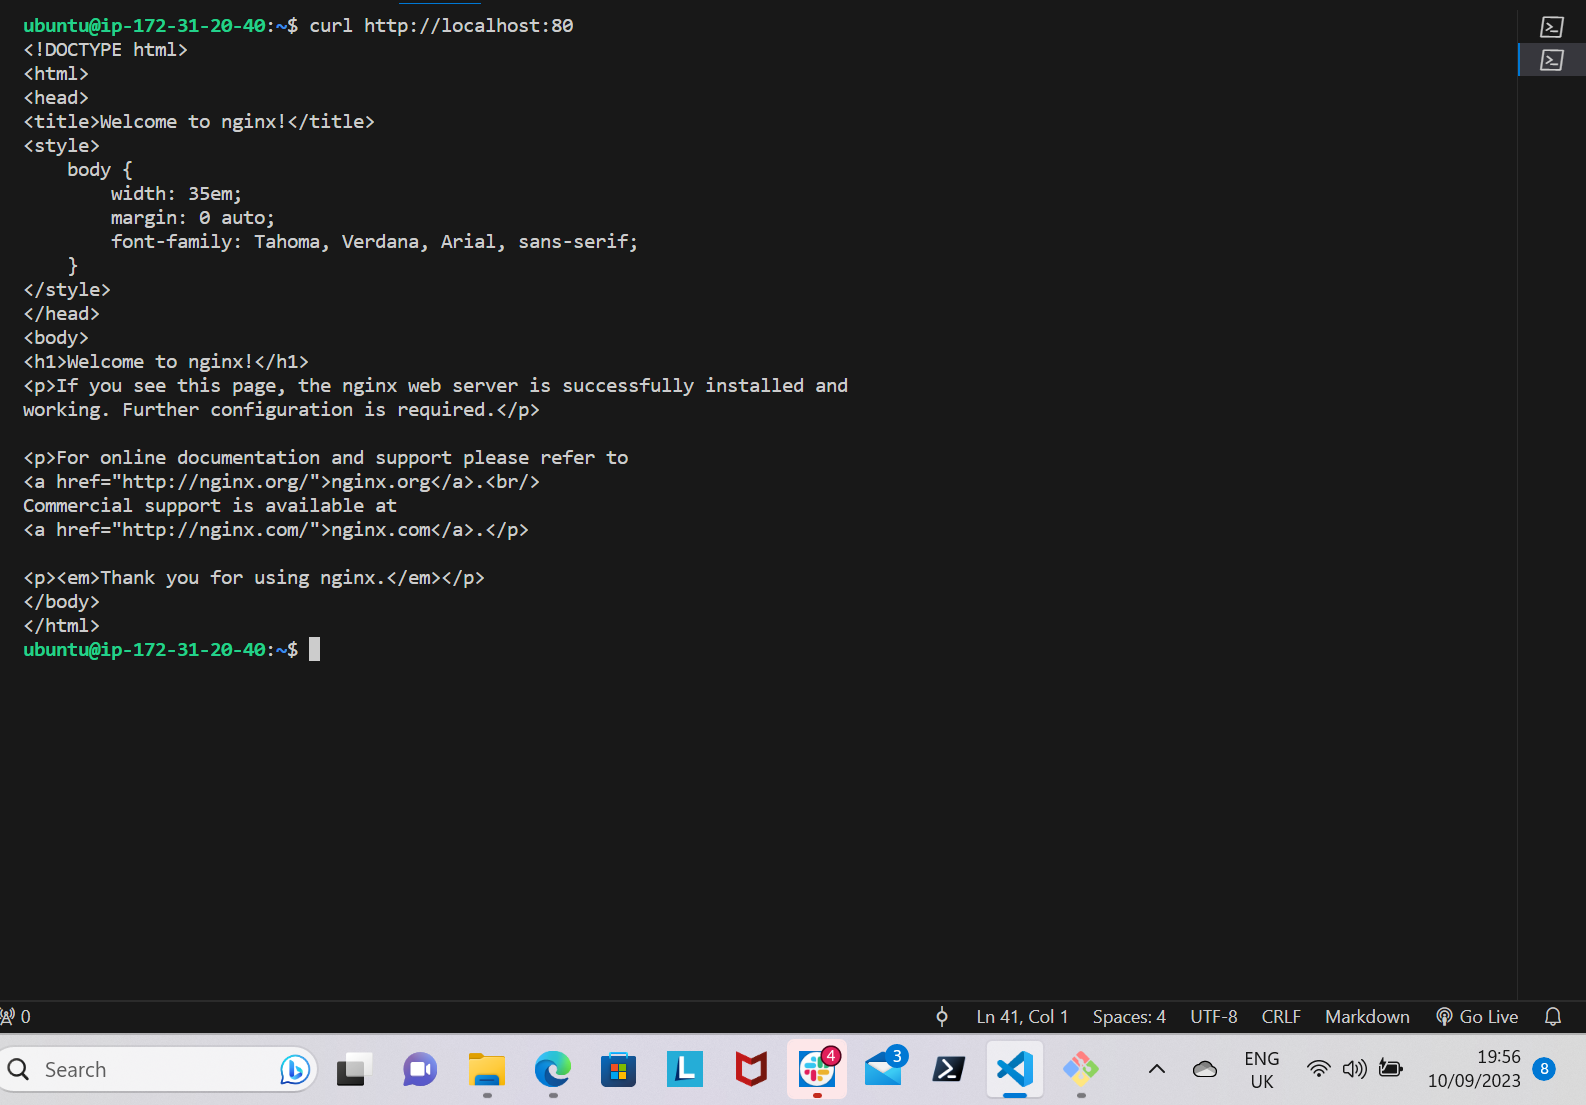 ubuntu@ip-172-31-20-40:~$ curl http://localhost:80
<!DOCTYPE html>
<html>
<head>
<title>Welcome to nginx!</title>
<style>
    body {
        width: 35em;
        margin: 0 auto;
        font-family: Tahoma, Verdana, Arial, sans-serif;
    }
</style>
</head>
<body>
<h1>Welcome to nginx!</h1>
<p>If you see this page, the nginx web server is successfully installed and
working. Further configuration is required.</p>

<p>For online documentation and support please refer to
<a href="http://nginx.org/">nginx.org</a>.<br/>
Commercial support is available at
<a href="http://nginx.com/">nginx.com</a>.</p>

<p><em>Thank you for using nginx.</em></p>
</body>
</html>
ubuntu@ip-172-31-20-40:~$
0 Ln 41, Col 1 Spaces: 4 UTF-8 CRLF Markdown Go Live
Search L 4 3 ENG 19:56 8
UK 10/09/2023